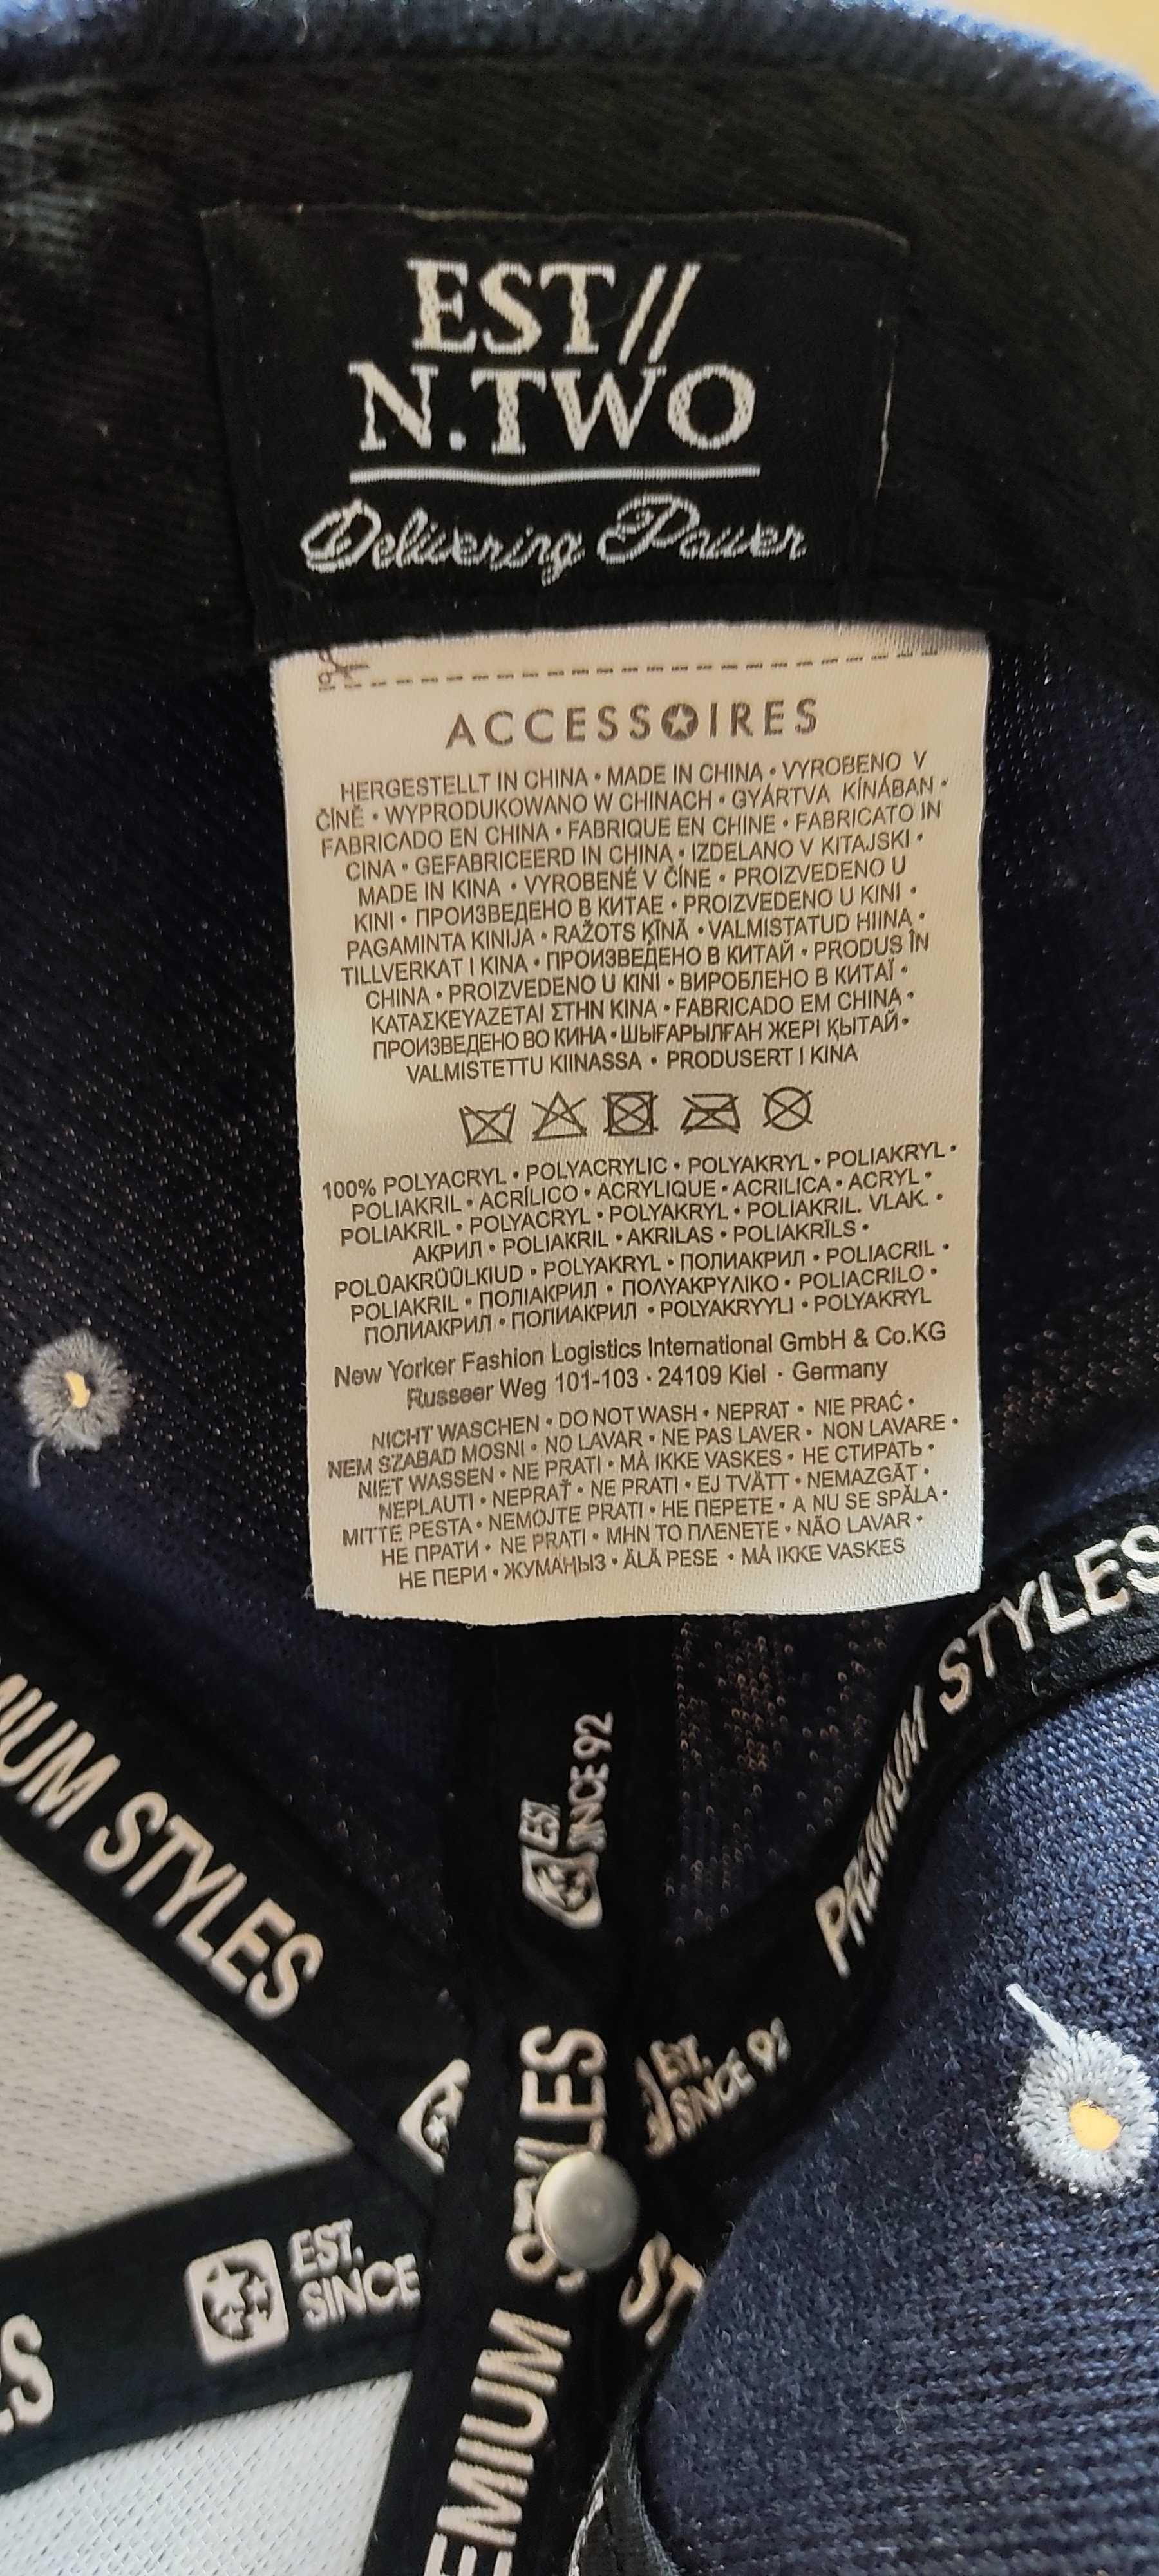 EST//
N.TWO
Delivering Power
ACCESSOIRES
HERGESTELLT IN CHINA • MADE IN CHINA • VYROBENO V
ČÍNĚ • WYPRODUKOWANO W CHINACH • GYÁRTVA KÍNÁBAN •
FABRICADO EN CHINA • FABRIQUE EN CHINE • FABRICATO IN
CINA • GEFABRICEERD IN CHINA • IZDELANO V KITAJSKI •
MADE IN KINA • VYROBENÉ V ČÍNE • PROIZVEDENO U
KINI • ПРОИЗВЕДЕНО В КИТАЕ • PROIZVEDENO U KINI •
PAGAMINTA KINIJA • RAŽOTS ĶĪNĀ • VALMISTATUD HIINA •
TILLVERKAT I KINA • ПРОИЗВЕДЕНО В КИТАЙ • PRODUS ÎN
CHINA • PROIZVEDENO U KINI • ВИРОБЛЕНО В КИТАЇ •
ΚΑΤΑΣΚΕΥΑΖΕΤΑΙ ΣΤΗΝ ΚΙΝΑ • FABRICADO EM CHINA •
ПРОИЗВЕДЕНО ВО КИНА • ШЫҒАРЫЛҒАН ЖЕРІ ҚЫТАЙ •
VALMISTETTU KIINASSA • PRODUSERT I KINA
100% POLYACRYL • POLYACRYLIC • POLYAKRYL • POLIAKRYL •
POLIAKRIL • ACRÍLICO • ACRYLIQUE • ACRILICA • ACRYL •
POLIAKRIL • POLYACRYL • POLYAKRYL • POLIAKRIL. VLAK. •
АКРИЛ • POLIAKRIL • AKRILAS • POLIAKRĪLS •
POLÜAKRÜÜLKIUD • POLYAKRYL • ПОЛИАКРИЛ • POLIACRIL •
POLIAKRIL • ПОЛІАКРИЛ • ΠΟΛΥΑΚΡΥΛΙΚΟ • POLIACRILO •
ПОЛИАКРИЛ • ПОЛИАКРИЛ • POLYAKRYYLI • POLYAKRYL
New Yorker Fashion Logistics International GmbH & Co.KG
Russeer Weg 101-103 · 24109 Kiel · Germany
NICHT WASCHEN • DO NOT WASH • NEPRAT • NIE PRAĆ •
NEM SZABAD MOSNI • NO LAVAR • NE PAS LAVER • NON LAVARE •
NIET WASSEN • NE PRATI • MÅ IKKE VASKES • НЕ СТИРАТЬ •
NEPLAUTI • NEPRAŤ • NE PRATI • EJ TVÄTT • NEMAZGĀT •
MITTE PESTA • NEMOJTE PRATI • НЕ ПЕРЕТЕ • A NU SE SPĂLA •
НЕ ПРАТИ • NE PRATI • ΜΗΝ ΤΟ ΠΛΕΝΕΤΕ • NÃO LAVAR •
НЕ ПЕРИ • ЖУМАҢЫЗ • ÄLÄ PESE • MÅ IKKE VASKES
PREMIUM STYLES
MIUM STYLES
EST
SINCE 92
EST.
SINCE 92
EST.
SINCE
EMIUM STYLES
ST
ES